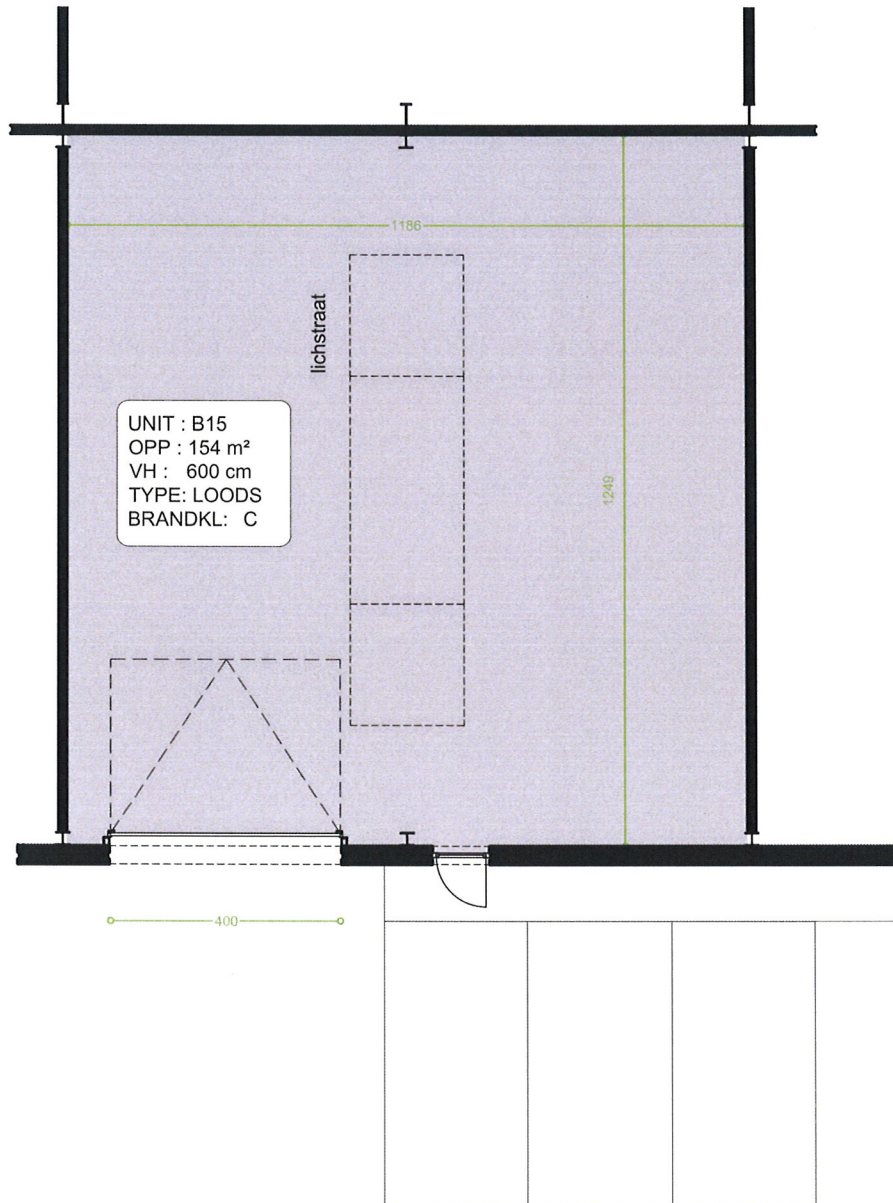 1186
lichstraat
UNIT : B15
OPP : 154 m²
VH : 600 cm
TYPE: LOODS
BRANDKL: C
1249
400